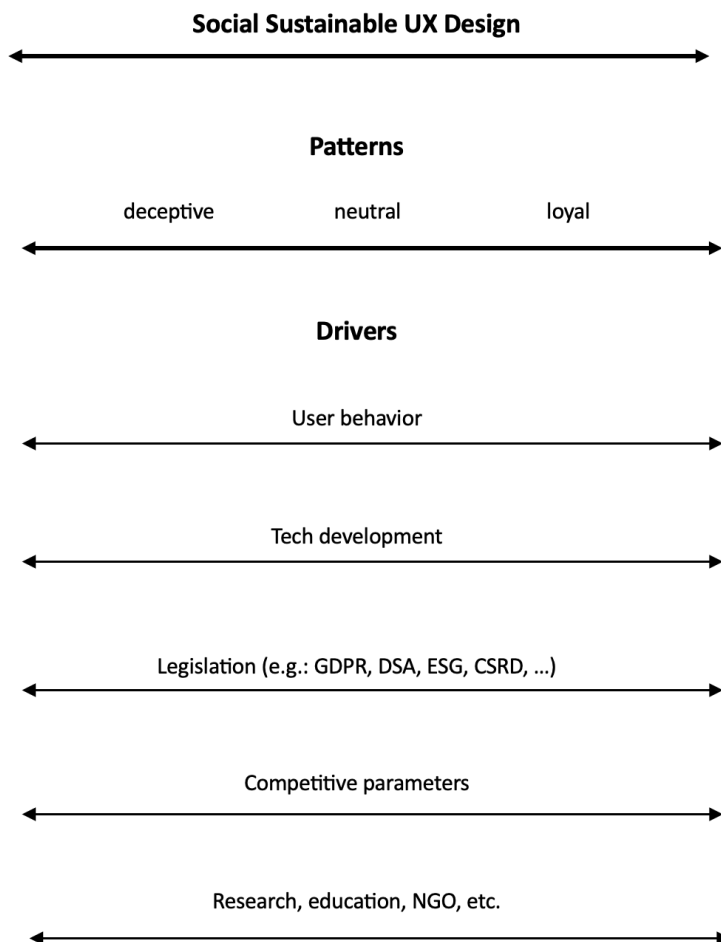 Social Sustainable UX Design
Patterns
deceptive neutral loyal
Drivers
User behavior
Tech development
Legislation (e.g.: GDPR, DSA, ESG, CSRD, ...)
Competitive parameters
Research, education, NGO, etc.